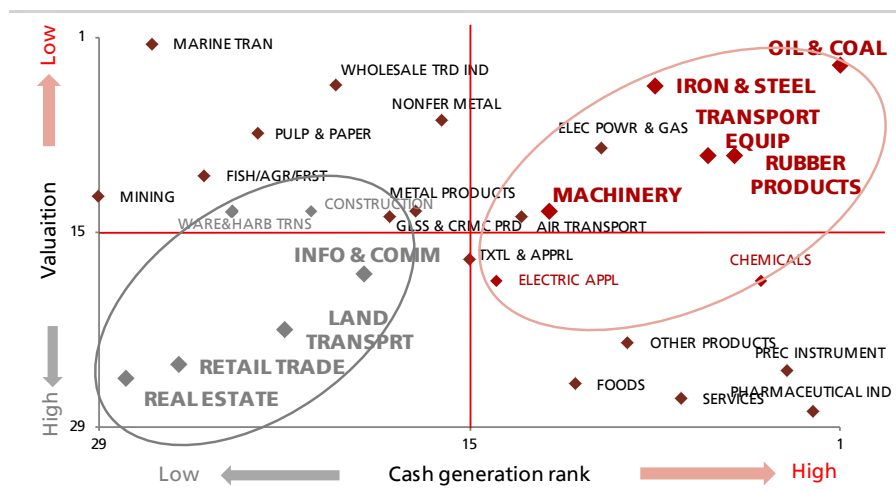 1
Low
MARINE TRAN
OIL & COAL
WHOLESALE TRD IND
IRON & STEEL
NONFER METAL
TRANSPORT
EQUIP
ELEC POWR & GAS
PULP & PAPER
RUBBER
PRODUCTS
FISH/AGR/FRST
MINING
METAL PRODUCTS
MACHINERY
CONSTRUCTION
WARE&HARB TRNS
GLSS & CRMC PRD
AIR TRANSPORT
Valuaition
15
INFO & COMM
TXTL & APPRL
CHEMICALS
ELECTRIC APPL
LAND
TRANSPRT
OTHER PRODUCTS
PREC INSTRUMENT
RETAIL TRADE
FOODS
PHARMACEUTICAL IND
REAL ESTATE
SERVICES
High
29
29
15
1
Low
Cash generation rank
High